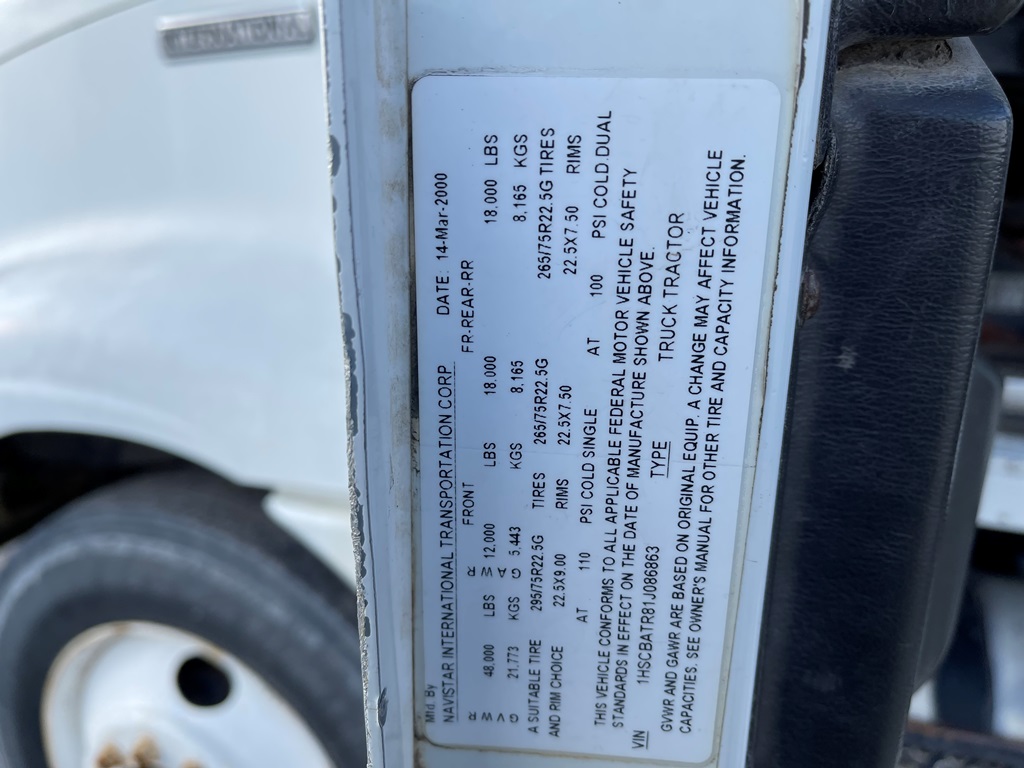 Mfd By
NAVISTAR INTERNATIONAL TRANSPORTATION CORP DATE: 14-Mar-2000
FRONT FR-REAR-RR
GVWR 48,000 LBS GAWR 12,000 LBS 18,000 18,000 LBS
21,773 KGS 5,443 KGS 8,165 8,165 KGS
A SUITABLE TIRE 295/75R22.5G TIRES 265/75R22.5G 265/75R22.5G TIRES
AND RIM CHOICE 22.5X9.00 RIMS 22.5X7.50 22.5X7.50 RIMS
AT 110 PSI COLD SINGLE AT 100 PSI COLD.DUAL
THIS VEHICLE CONFORMS TO ALL APPLICABLE FEDERAL MOTOR VEHICLE SAFETY
STANDARDS IN EFFECT ON THE DATE OF MANUFACTURE SHOWN ABOVE.
VIN 1HSCBATR81J086863 TYPE TRUCK TRACTOR
GVWR AND GAWR ARE BASED ON ORIGINAL EQUIP. A CHANGE MAY AFFECT VEHICLE
CAPACITIES. SEE OWNER'S MANUAL FOR OTHER TIRE AND CAPACITY INFORMATION.